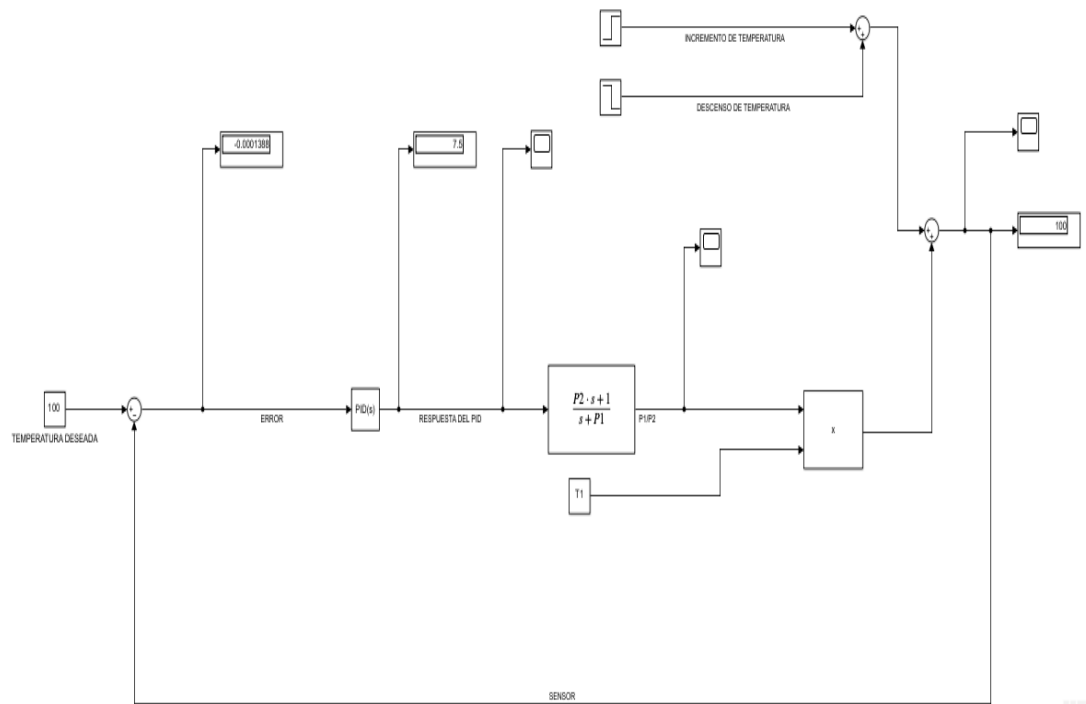 INCREMENTO DE TEMPERATURA
DESCENSO DE TEMPERATURA
-0.0001388
7.5
100
100
TEMPERATURA DESEADA
ERROR
PID(s)
RESPUESTA DEL PID
P2 · s + 1
s + P1
P1/P2
T1
x
SENSOR